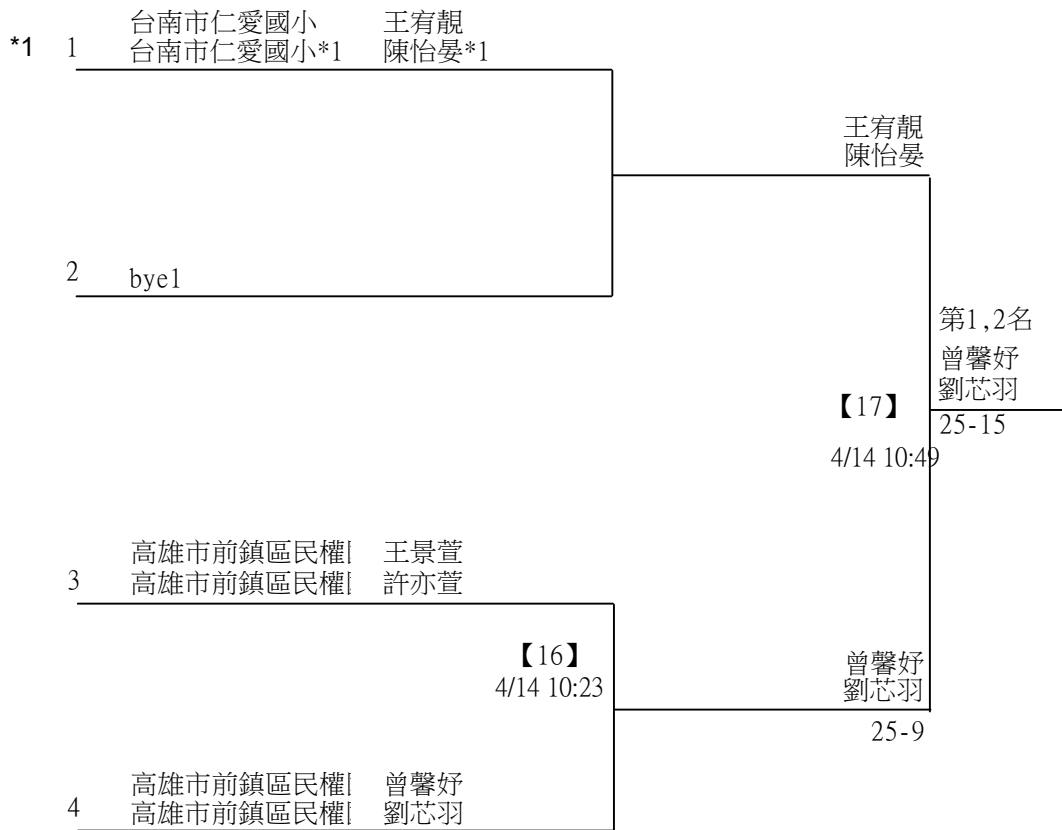 台南市仁愛國小 王宥靚
*1 1 台南市仁愛國小*1 陳怡晏*1
王宥靚
陳怡晏
2 bye1
第1,2名
曾馨妤
劉芯羽
【17】
25-15
4/14 10:49
高雄市前鎮區民權 王景萱
3 高雄市前鎮區民權 許亦萱
【16】
4/14 10:23
曾馨妤
劉芯羽
25-9
高雄市前鎮區民權 曾馨妤
4 高雄市前鎮區民權 劉芯羽